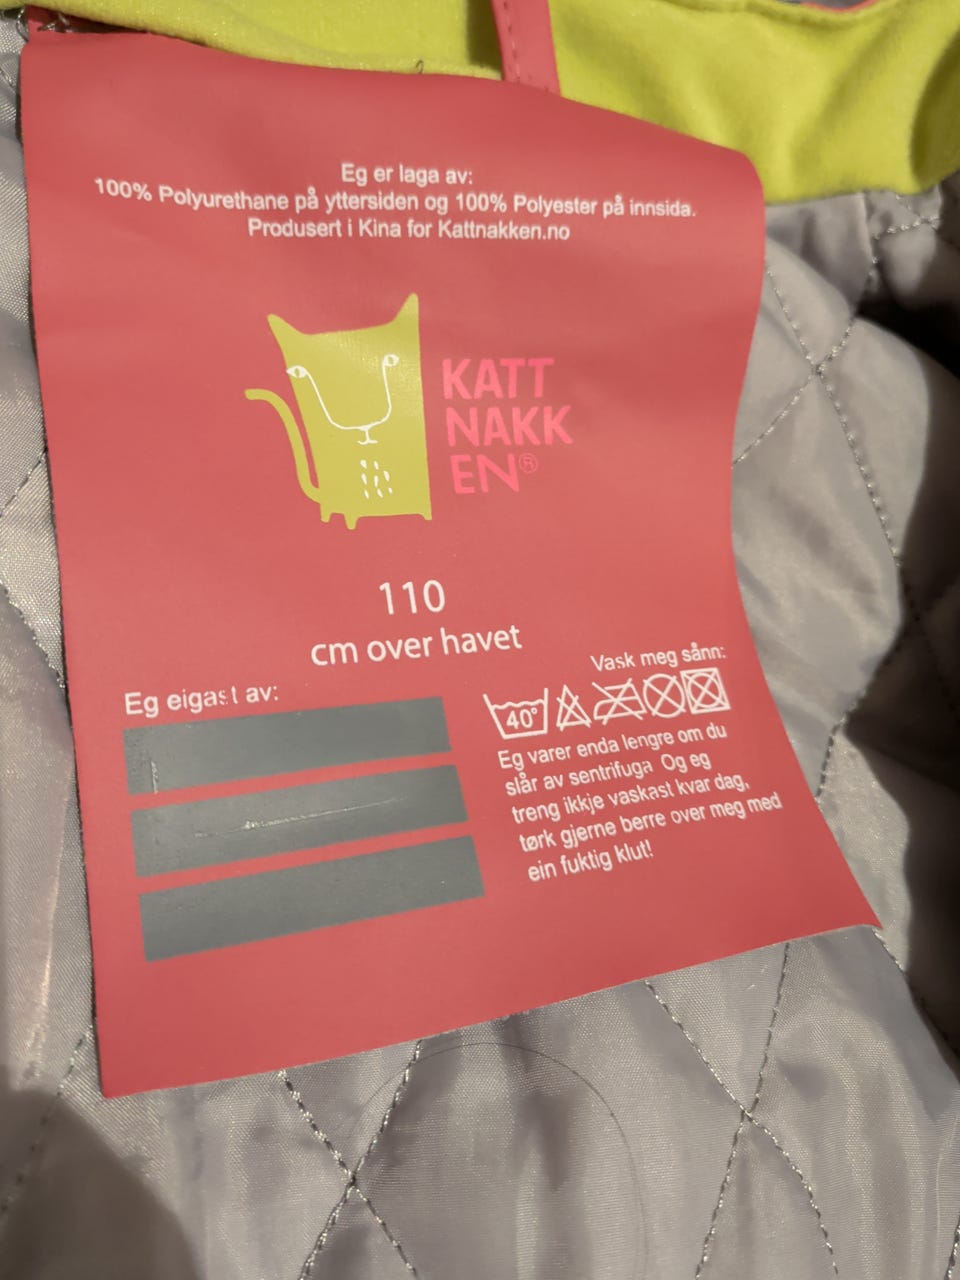 Eg er laga av:
100% Polyurethane på yttersiden og 100% Polyester på innsida.
Produsert i Kina for Kattnakken.no
KATT
NAKK
EN®
110
cm over havet
Eg eigast av:
Vask meg sånn:
40°
Eg varer enda lengre om du
slår av sentrifuga Og eg
treng ikkje vaskast kvar dag,
tørk gjerne berre over meg med
ein fuktig klut!